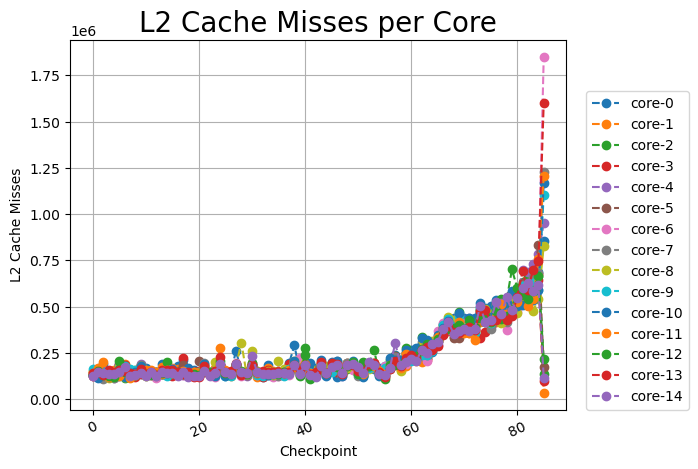 L2 Cache Misses per Core
1e6
1.75
1.50
1.25
1.00
0.75
0.50
0.25
0.00
L2 Cache Misses
0
20
40
60
80
Checkpoint
core-0
core-1
core-2
core-3
core-4
core-5
core-6
core-7
core-8
core-9
core-10
core-11
core-12
core-13
core-14